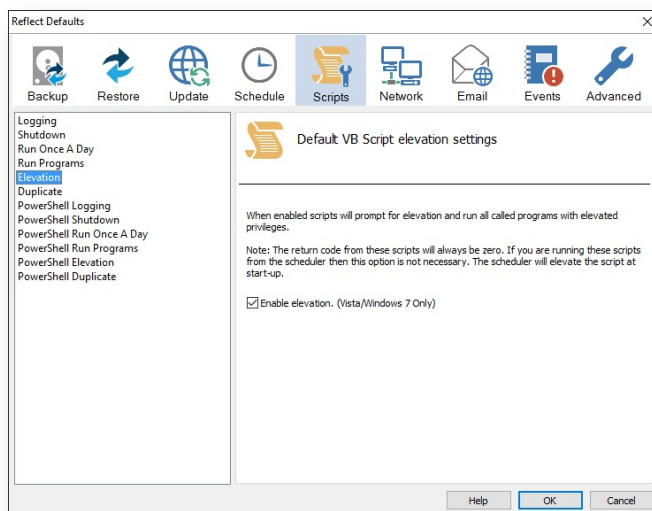 Reflect Defaults
Backup Restore Update Schedule Scripts Network Email Events Advanced
Logging
Shutdown
Run Once A Day
Run Programs
Elevation
Duplicate
PowerShell Logging
PowerShell Shutdown
PowerShell Run Once A Day
PowerShell Run Programs
PowerShell Elevation
PowerShell Duplicate
Default VB Script elevation settings
When enabled scripts will prompt for elevation and run all called programs with elevated
privileges.
Note: The return code from these scripts will always be zero. If you are running these scripts
from the scheduler then this option is not necessary. The scheduler will elevate the script at
start-up.
Enable elevation. (Vista/Windows 7 Only)
Help OK Cancel